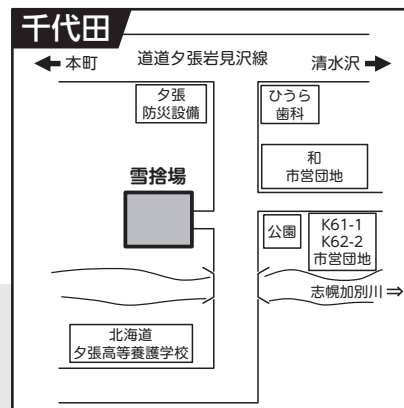 千代田
← 本町
道道夕張岩見沢線
清水沢 →
夕張
防災設備
ひうら
歯科
雪捨場
和
市営団地
公園
K61-1
K62-2
市営団地
志幌加別川⇒
北海道
夕張高等養護学校